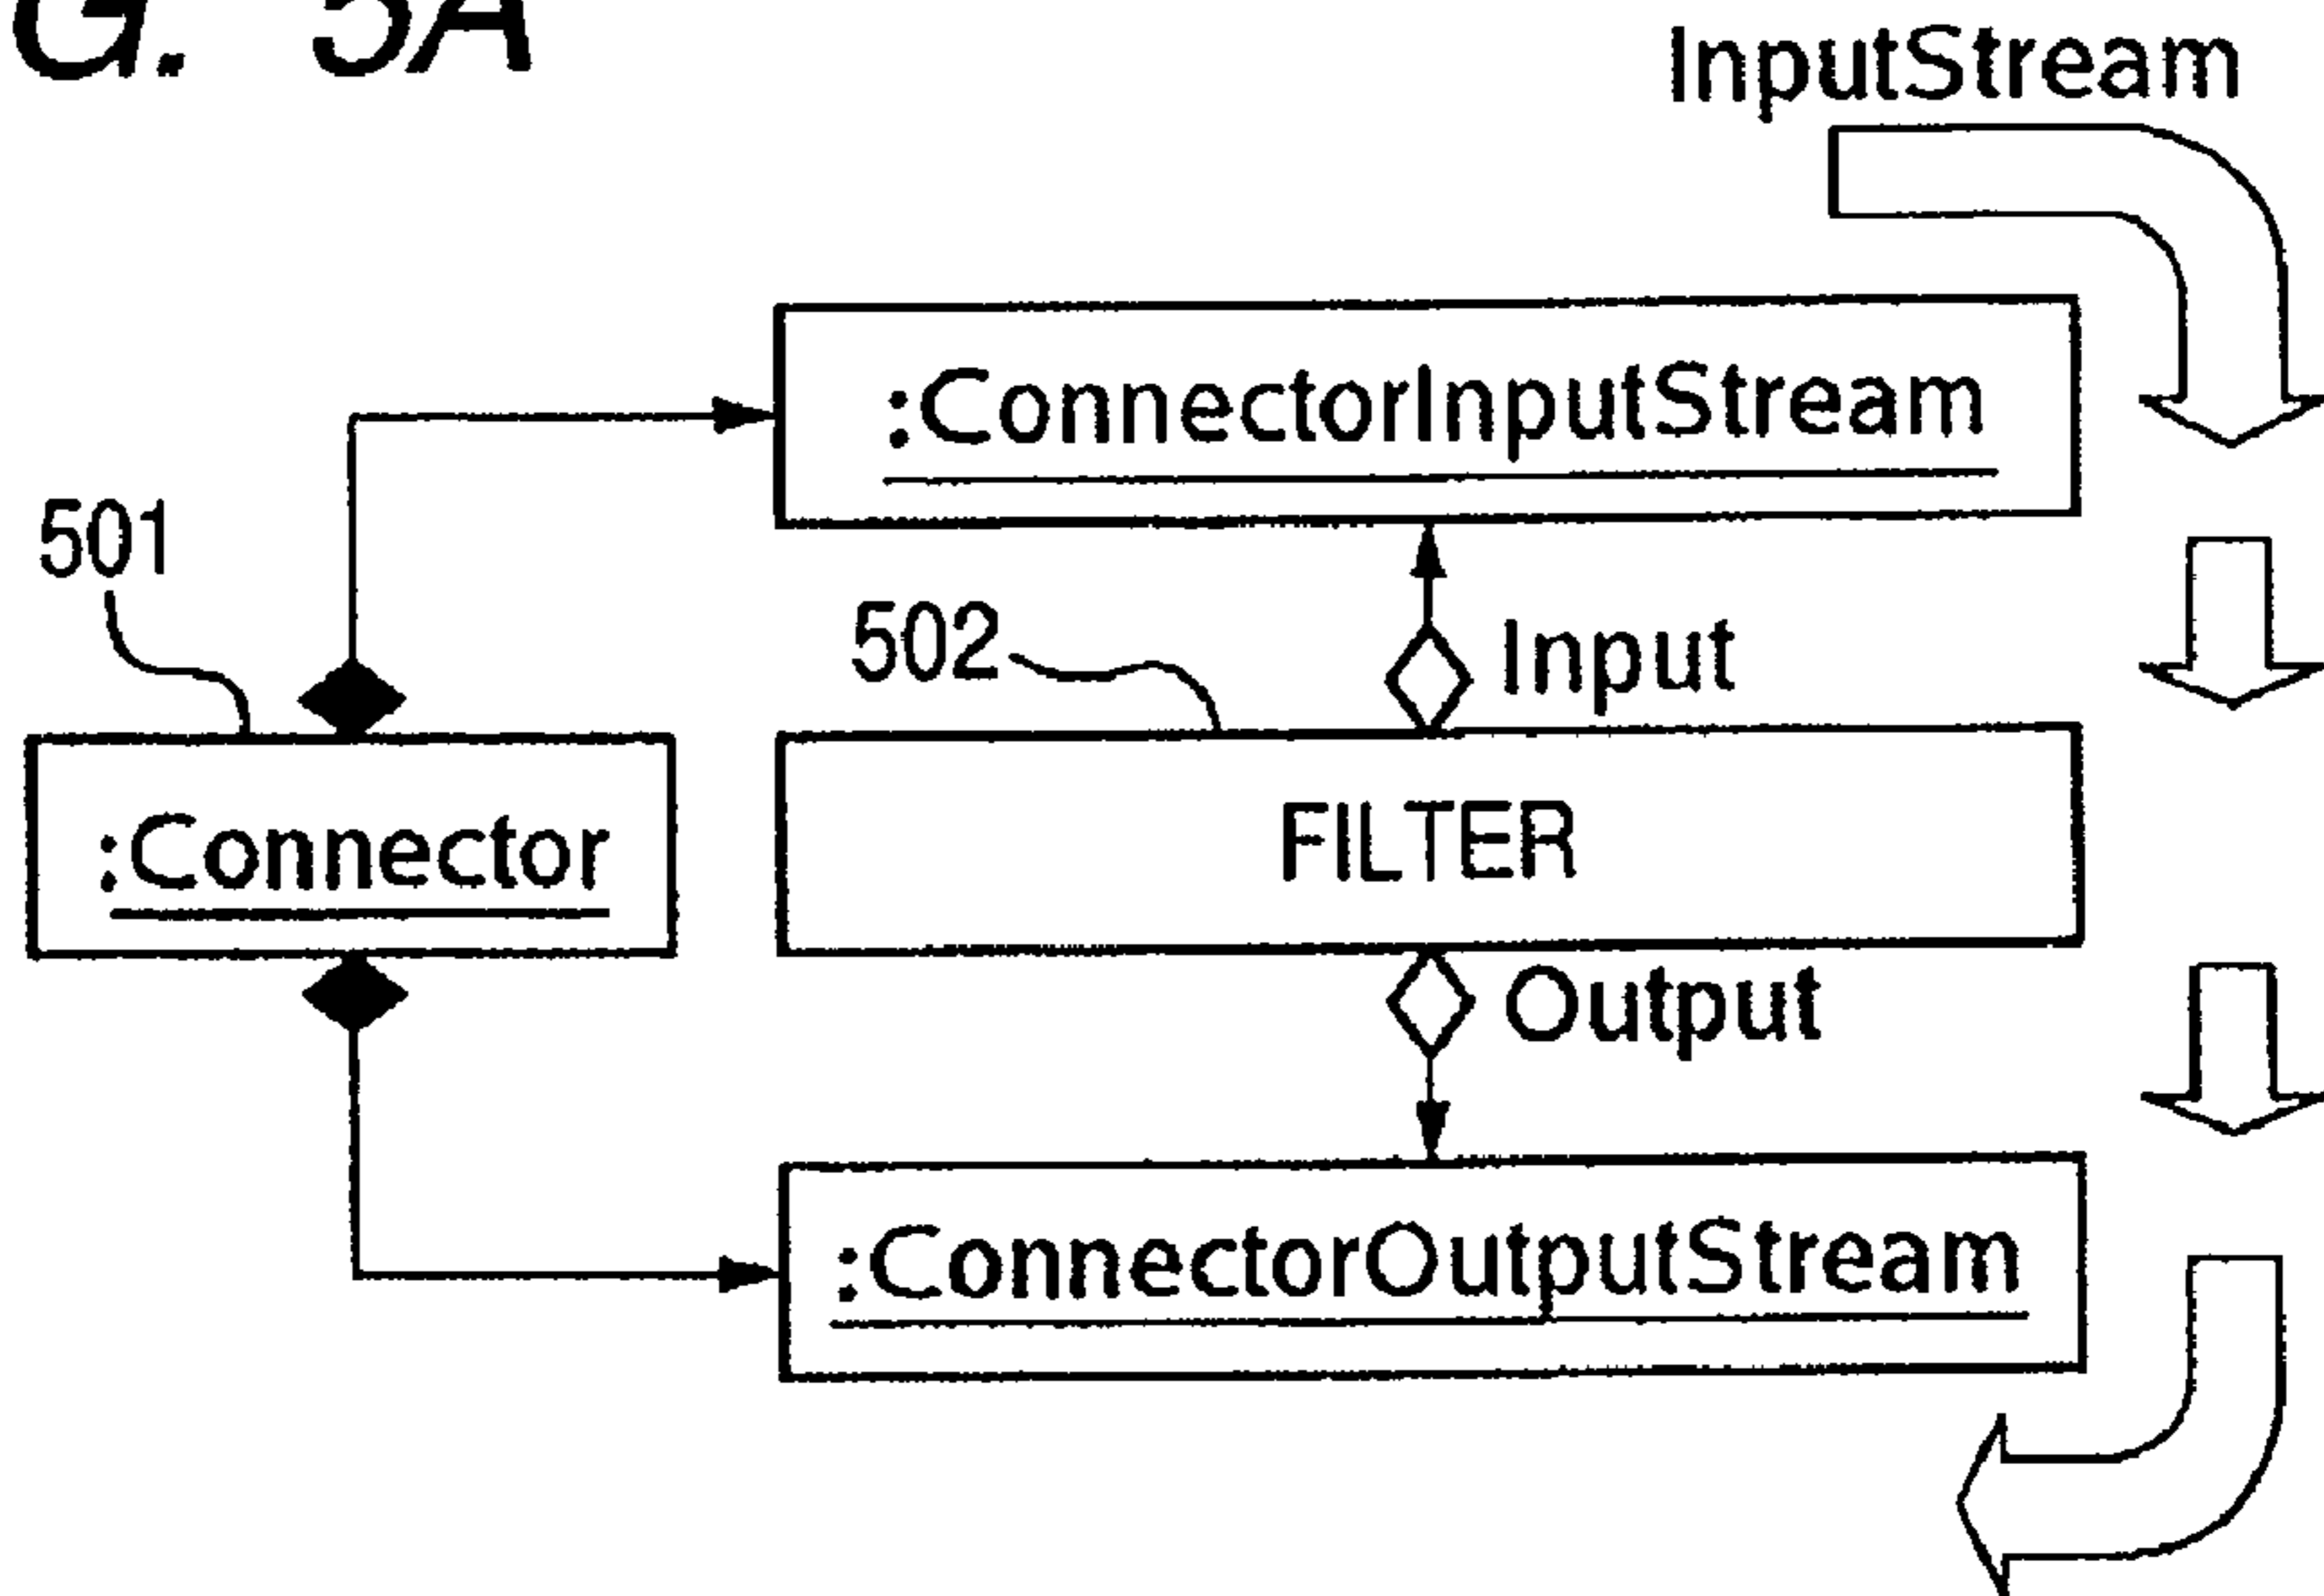 G. 5A
InputStream
:ConnectorInputStream
501
502
Input
:Connector
FILTER
Output
:ConnectorOutputStream